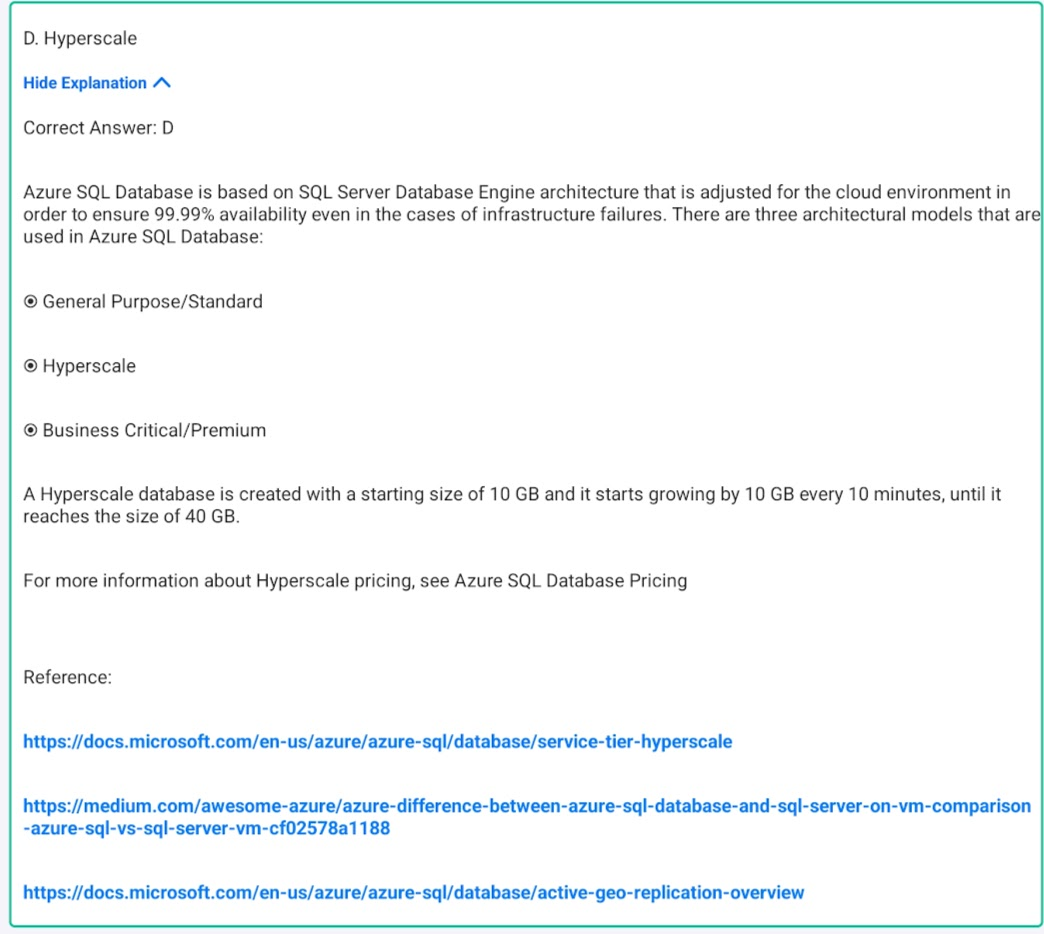 D. Hyperscale
Hide Explanation
Correct Answer: D
Azure SQL Database is based on SQL Server Database Engine architecture that is adjusted for the cloud environment in
order to ensure 99.99% availability even in the cases of infrastructure failures. There are three architectural models that are
used in Azure SQL Database:
General Purpose/Standard
Hyperscale
Business Critical/Premium
A Hyperscale database is created with a starting size of 10 GB and it starts growing by 10 GB every 10 minutes, until it
reaches the size of 40 GB.
For more information about Hyperscale pricing, see Azure SQL Database Pricing
Reference:
https://docs.microsoft.com/en-us/azure/azure-sql/database/service-tier-hyperscale
https://medium.com/awesome-azure/azure-difference-between-azure-sql-database-and-sql-server-on-vm-comparison
-azure-sql-vs-sql-server-vm-cf02578a1188
https://docs.microsoft.com/en-us/azure/azure-sql/database/active-geo-replication-overview